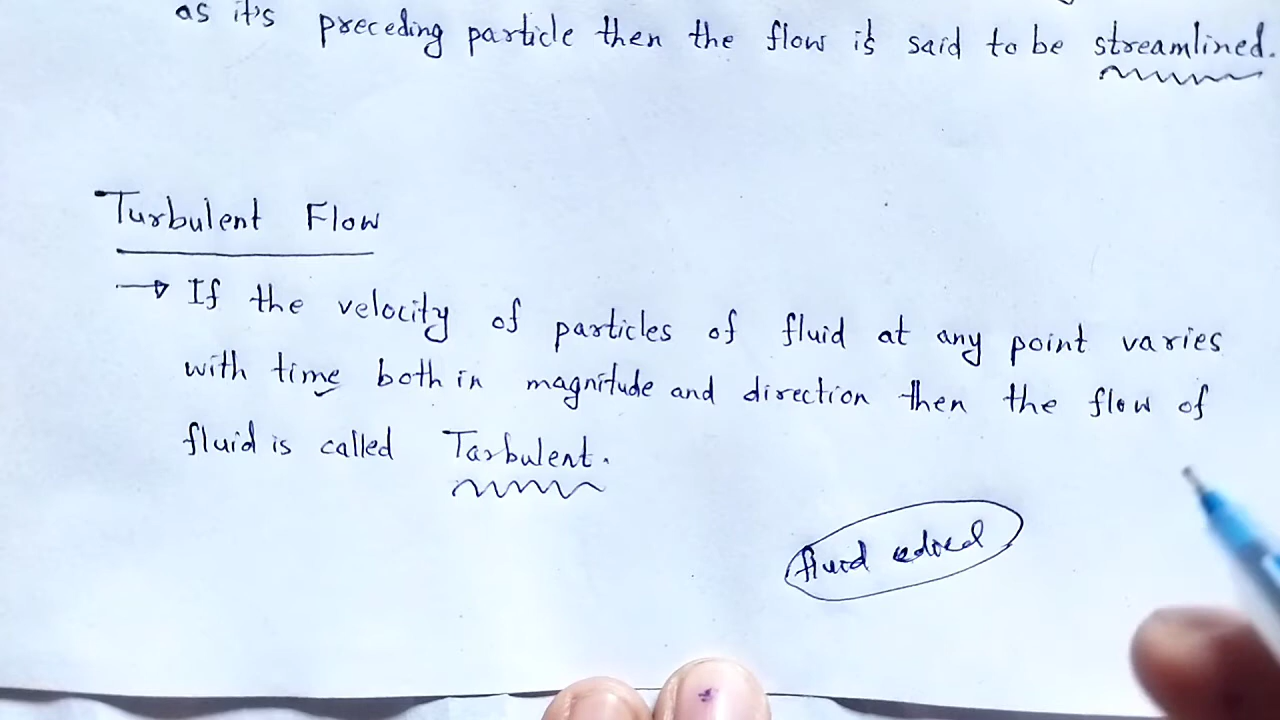 as it's preceding particle then the flow is said to be streamlined.
Turbulent Flow
→ If the velocity of particles of fluid at any point varies
with time both in magnitude and direction then the flow of
fluid is called Tarbulent.
fluid